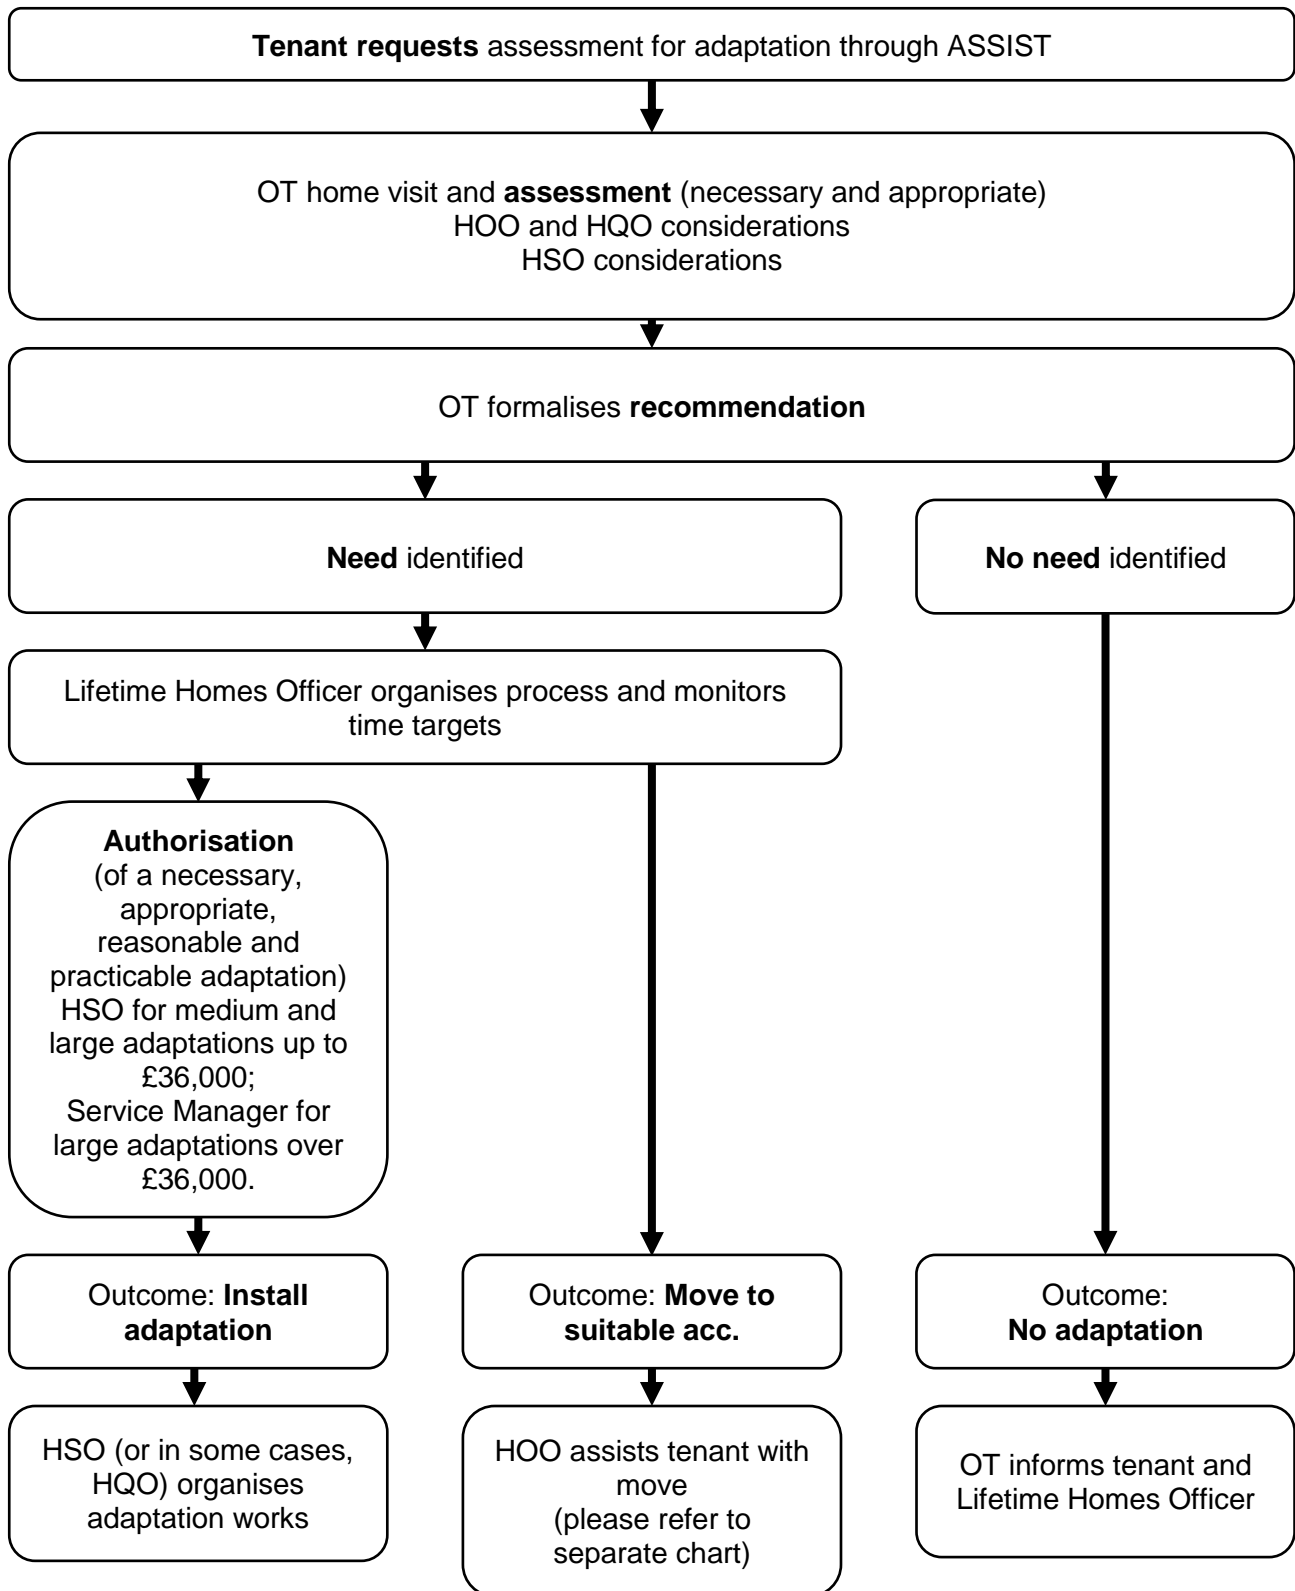 Tenant requests assessment for adaptation through ASSIST
OT home visit and assessment (necessary and appropriate)
HOO and HQO considerations
HSO considerations
OT formalises recommendation
Need identified
No need identified
Lifetime Homes Officer organises process and monitors
time targets
Authorisation
(of a necessary,
appropriate,
reasonable and
practicable adaptation)
HSO for medium and
large adaptations up to
£36,000;
Service Manager for
large adaptations over
£36,000.
Outcome: Install
adaptation
Outcome: Move to
suitable acc.
Outcome:
No adaptation
HSO (or in some cases,
HQO) organises
adaptation works
HOO assists tenant with
move
(please refer to
separate chart)
OT informs tenant and
Lifetime Homes Officer